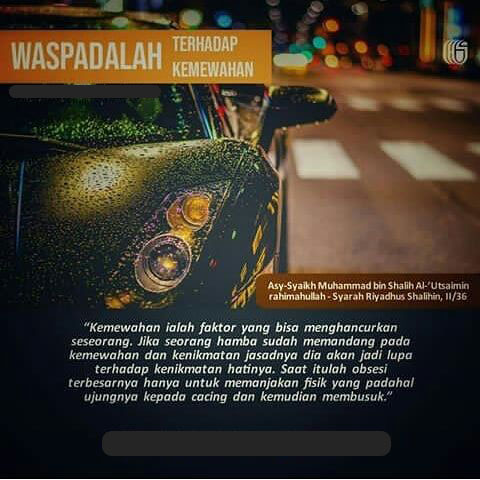 WASPADALAH
TERHADAP
KEMEWAHAN
Asy-Syaikh Muhammad bin Shalih Al-'Utsaimin
rahimahullah - Syarah Riyadhus Shalihin, II/36
"Kemewahan ialah faktor yang bisa menghancurkan
seseorang. Jika seorang hamba sudah memandang pada
kemewahan dan kenikmatan jasadnya dia akan jadi lupa
terhadap kenikmatan hatinya. Saat itulah obsesi
terbesarnya hanya untuk memanjakan fisik yang padahal
ujungnya kepada cacing dan kemudian membusuk."